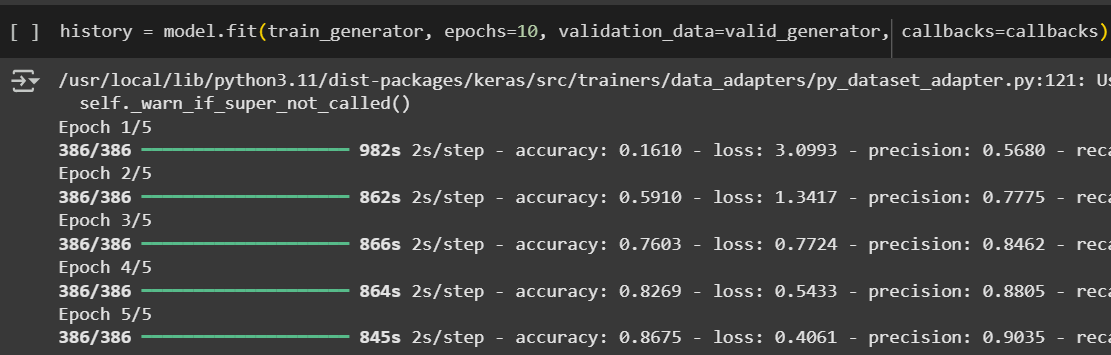 [ ] history = model.fit(train_generator, epochs=10, validation_data=valid_generator, callbacks=callbacks)
/usr/local/lib/python3.11/dist-packages/keras/src/trainers/data_adapters/py_dataset_adapter.py:121: Us
self._warn_if_super_not_called()
Epoch 1/5
386/386 ━━━━━━━━━━━━━━━━━━━━ 982s 2s/step - accuracy: 0.1610 - loss: 3.0993 - precision: 0.5680 - reca
Epoch 2/5
386/386 ━━━━━━━━━━━━━━━━━━━━ 862s 2s/step - accuracy: 0.5910 - loss: 1.3417 - precision: 0.7775 - reca
Epoch 3/5
386/386 ━━━━━━━━━━━━━━━━━━━━ 866s 2s/step - accuracy: 0.7603 - loss: 0.7724 - precision: 0.8462 - reca
Epoch 4/5
386/386 ━━━━━━━━━━━━━━━━━━━━ 864s 2s/step - accuracy: 0.8269 - loss: 0.5433 - precision: 0.8805 - reca
Epoch 5/5
386/386 ━━━━━━━━━━━━━━━━━━━━ 845s 2s/step - accuracy: 0.8675 - loss: 0.4061 - precision: 0.9035 - reca